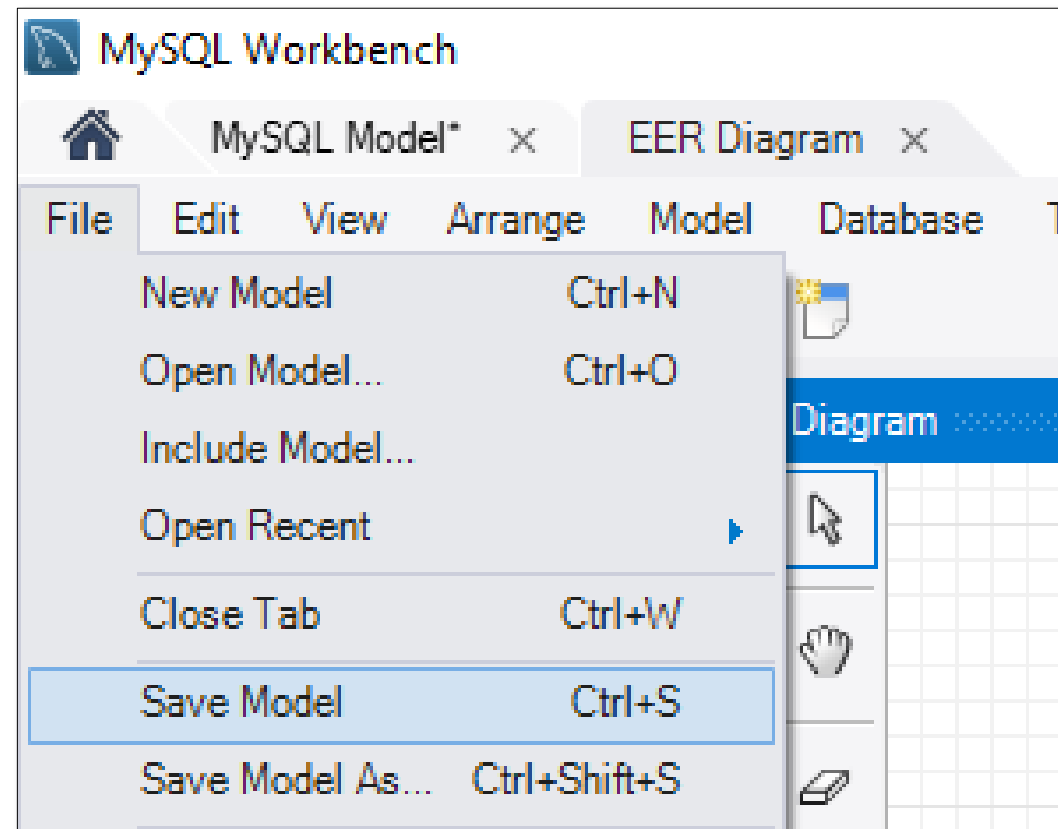 MySQL Workbench
MySQL Model* × EER Diagram ×
File Edit View Arrange Model Database
New Model Ctrl+N
Open Model... Ctrl+O
Include Model...
Diagram
Open Recent
Close Tab Ctrl+W
Save Model Ctrl+S
Save Model As... Ctrl+Shift+S